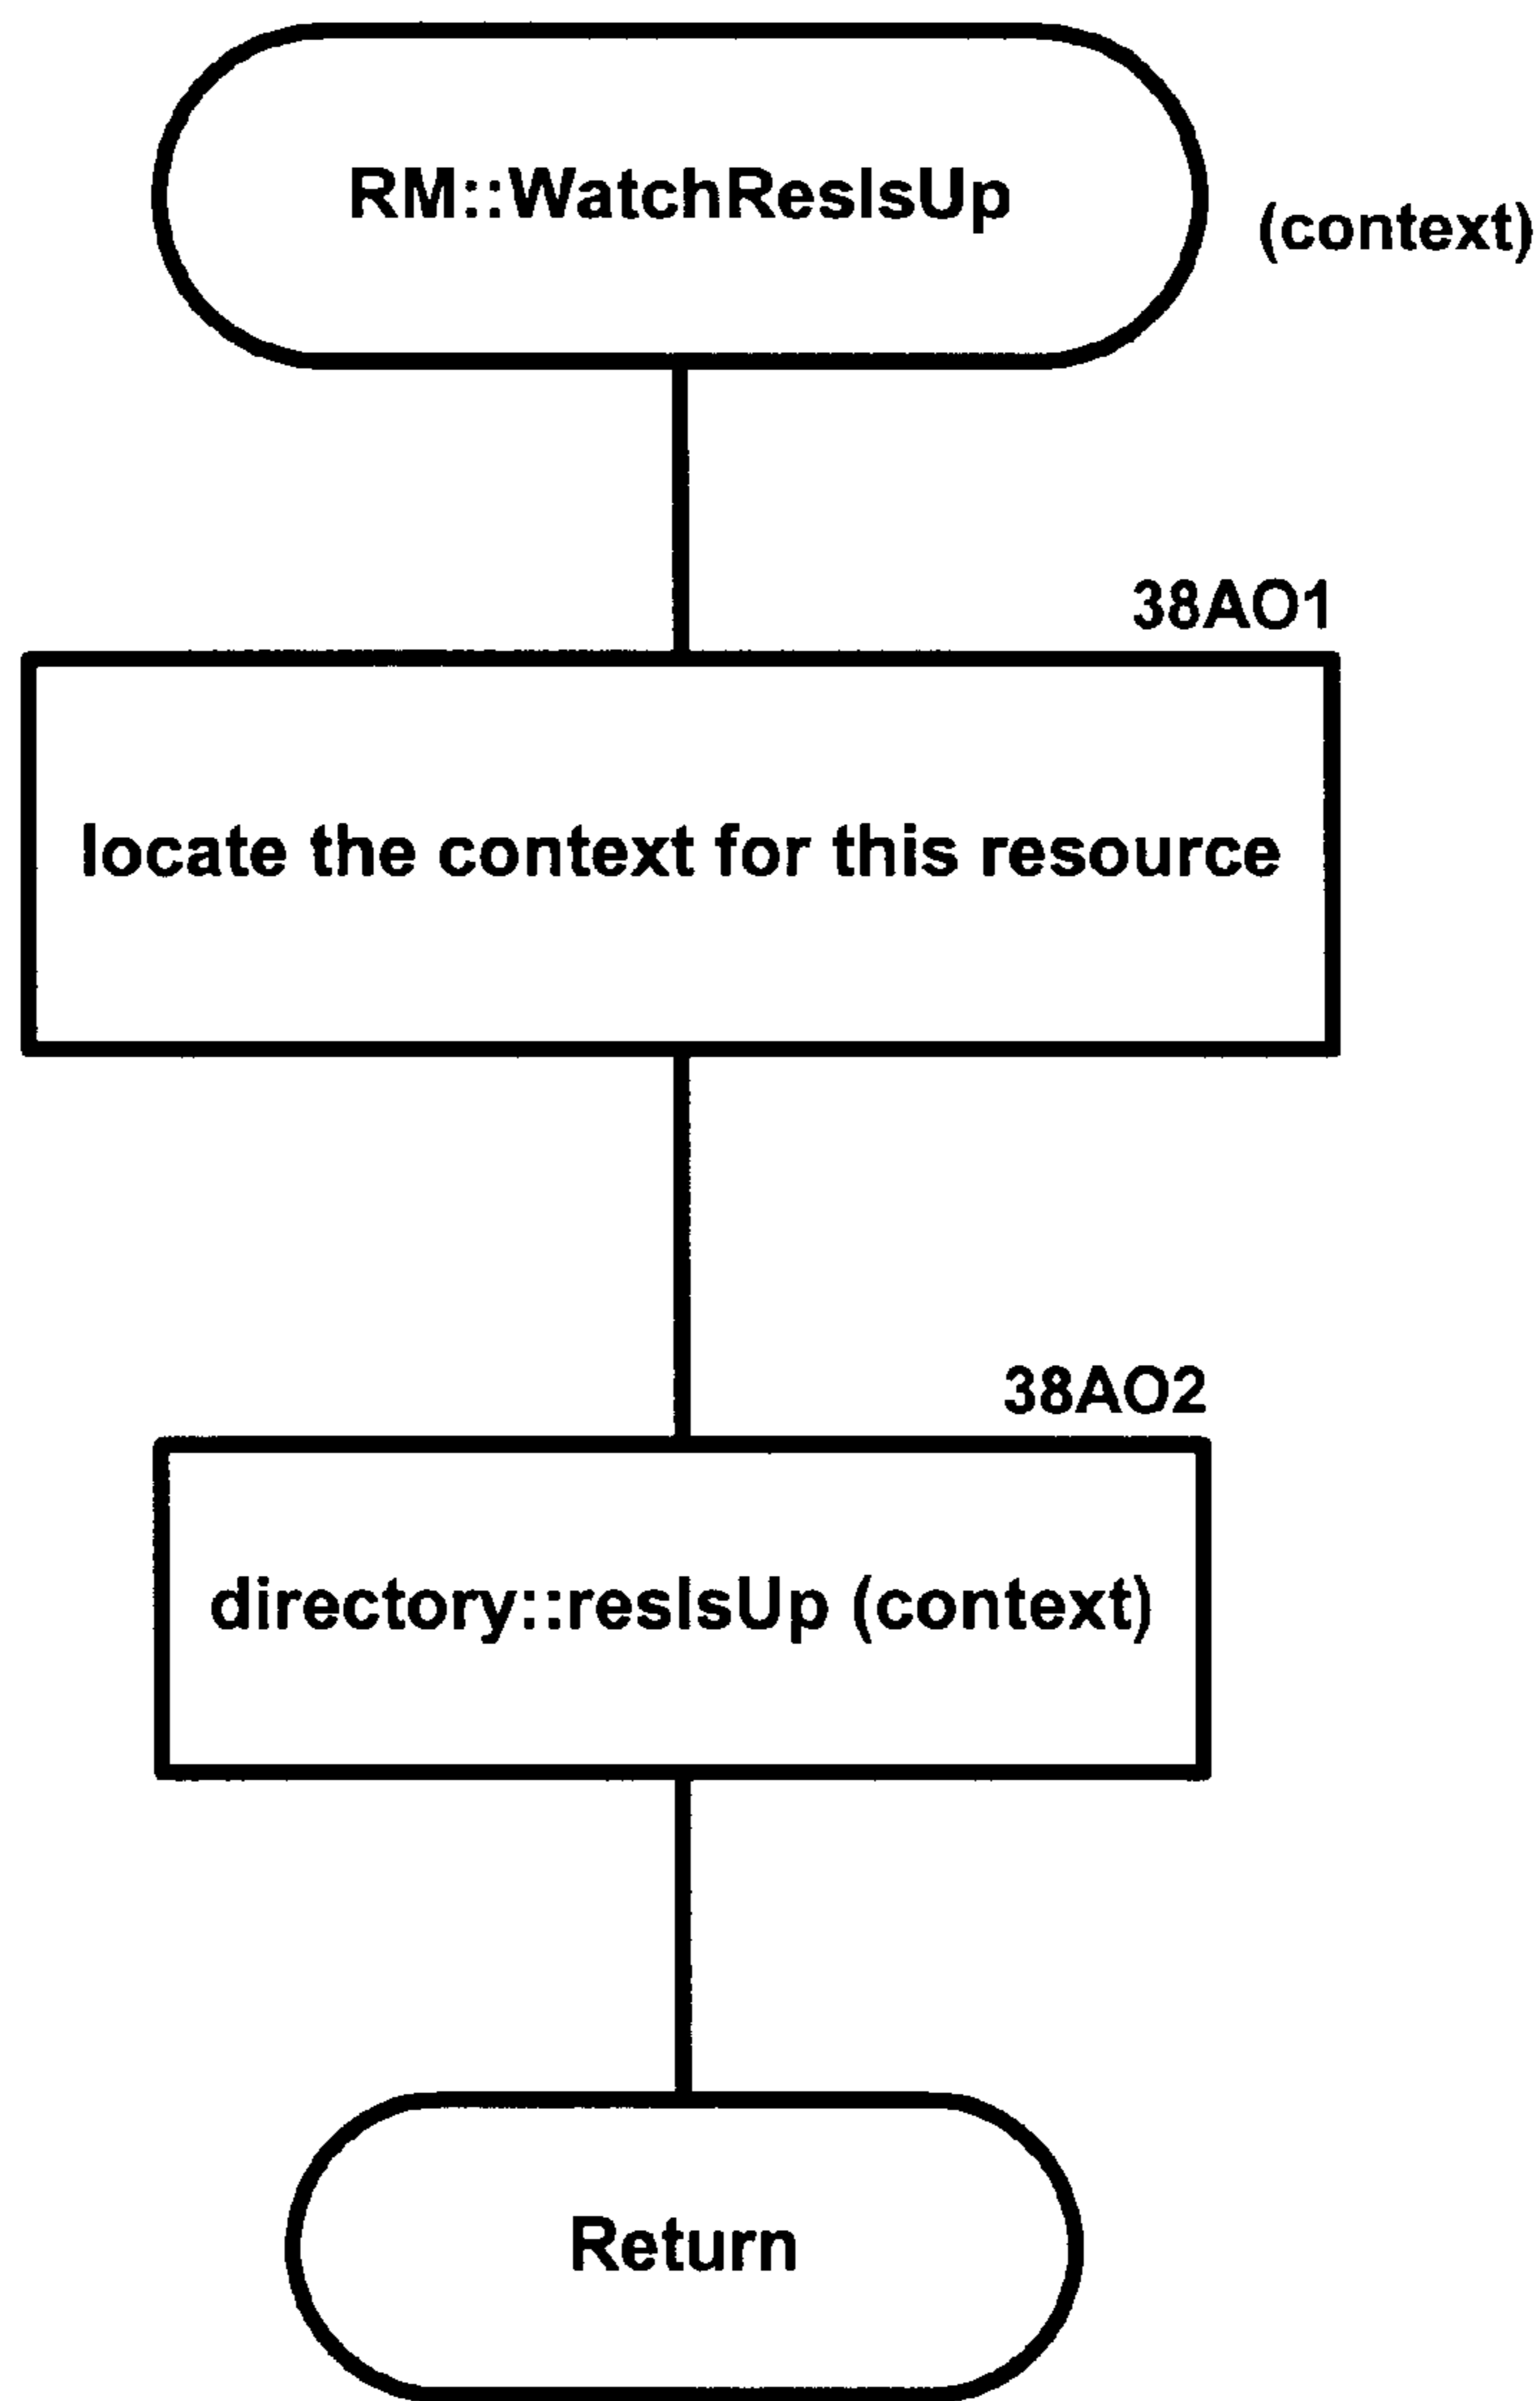 RM::WatchResIsUp
(context)
38AO1
locate the context for this resource
38AO2
directory::resIsUp (context)
Return